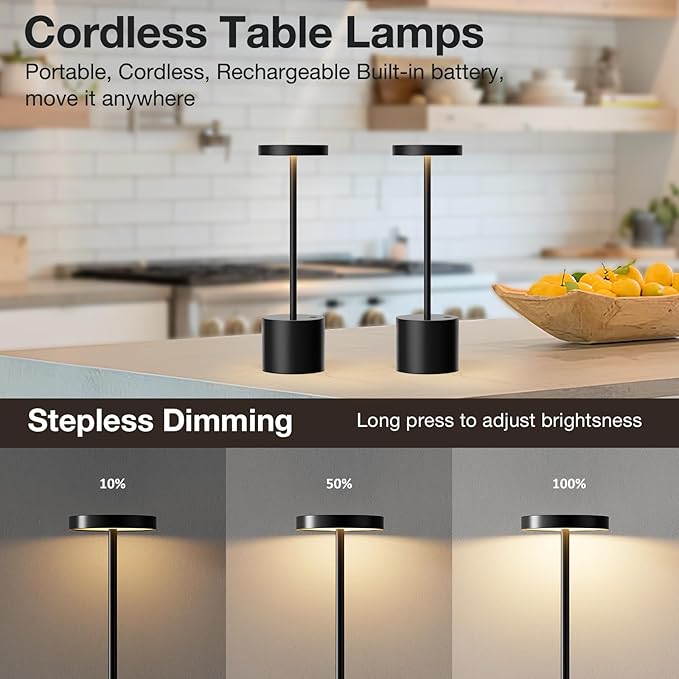 Cordless Table Lamps
Portable, Cordless, Rechargeable Built-in battery,
move it anywhere
Stepless Dimming
Long press to adjust brightsness
10%
50%
100%